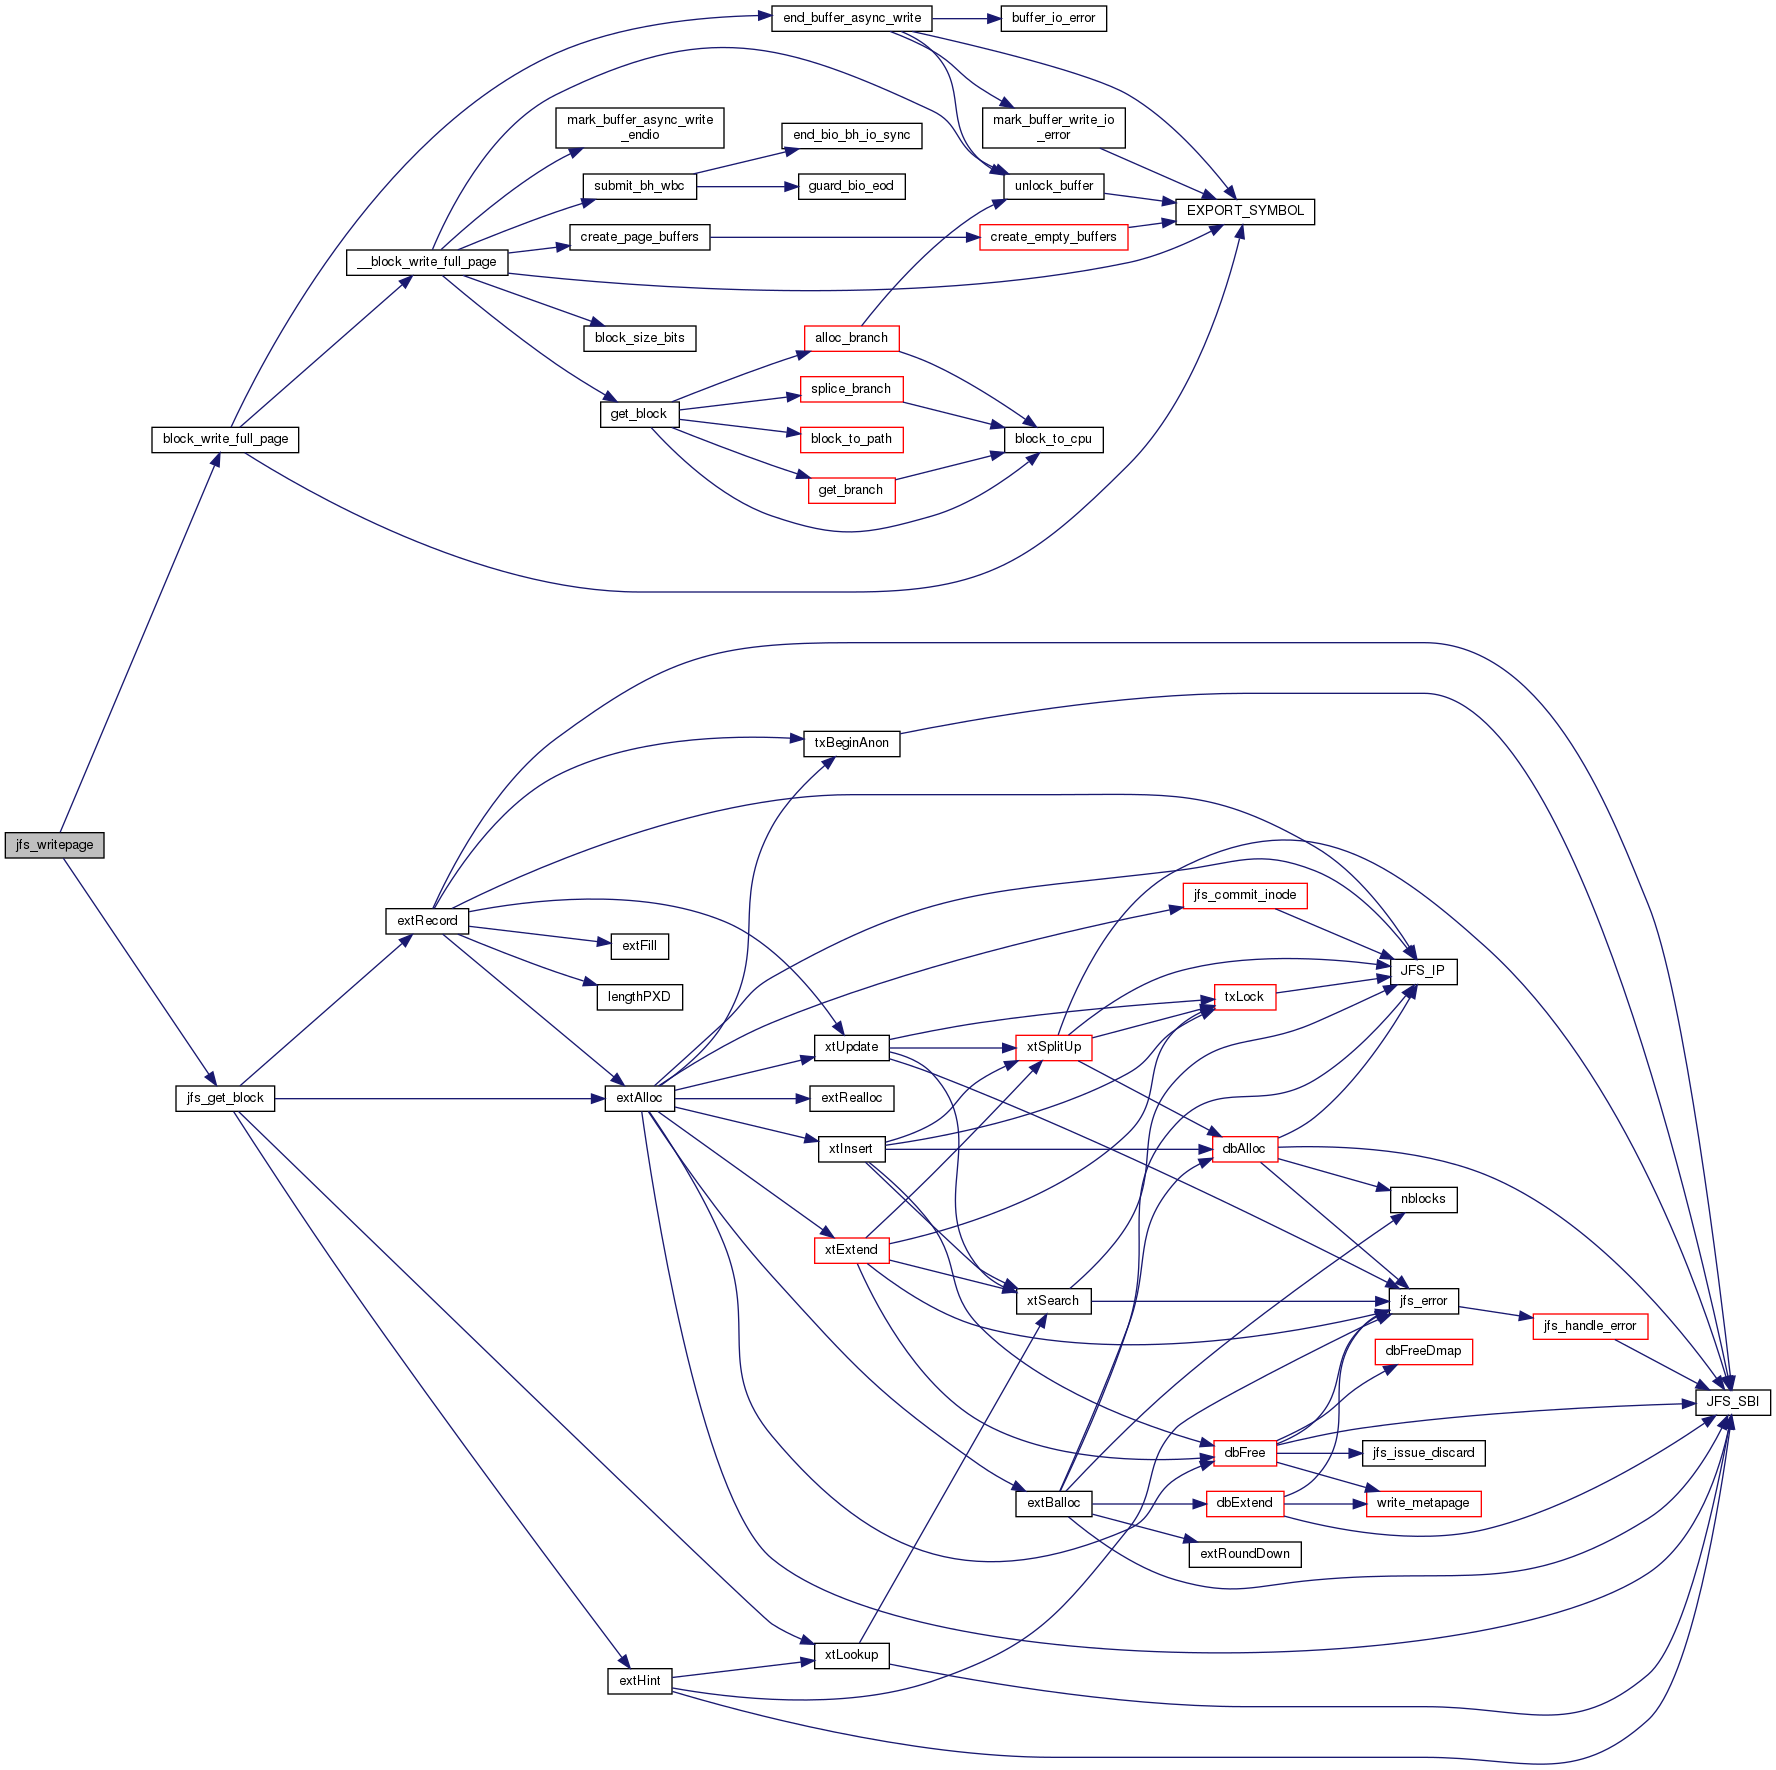 end_buffer_async_write
buffer_io_error
mark_buffer_async_write
_endio
end_bio_bh_io_sync
mark_buffer_write_io
_error
submit_bh_wbc
guard_bio_eod
unlock_buffer
EXPORT_SYMBOL
create_page_buffers
create_empty_buffers
__block_write_full_page
block_size_bits
alloc_branch
splice_branch
get_block
block_write_full_page
block_to_path
block_to_cpu
get_branch
txBeginAnon
jfs_writepage
jfs_commit_inode
extRecord
extFill
JFS_IP
lengthPXD
txLock
xtUpdate
xtSplitUp
jfs_get_block
extAlloc
extRealloc
xtInsert
dbAlloc
nblocks
xtExtend
xtSearch
jfs_error
jfs_handle_error
dbFreeDmap
JFS_SBI
dbFree
jfs_issue_discard
extBalloc
dbExtend
write_metapage
extRoundDown
xtLookup
extHint